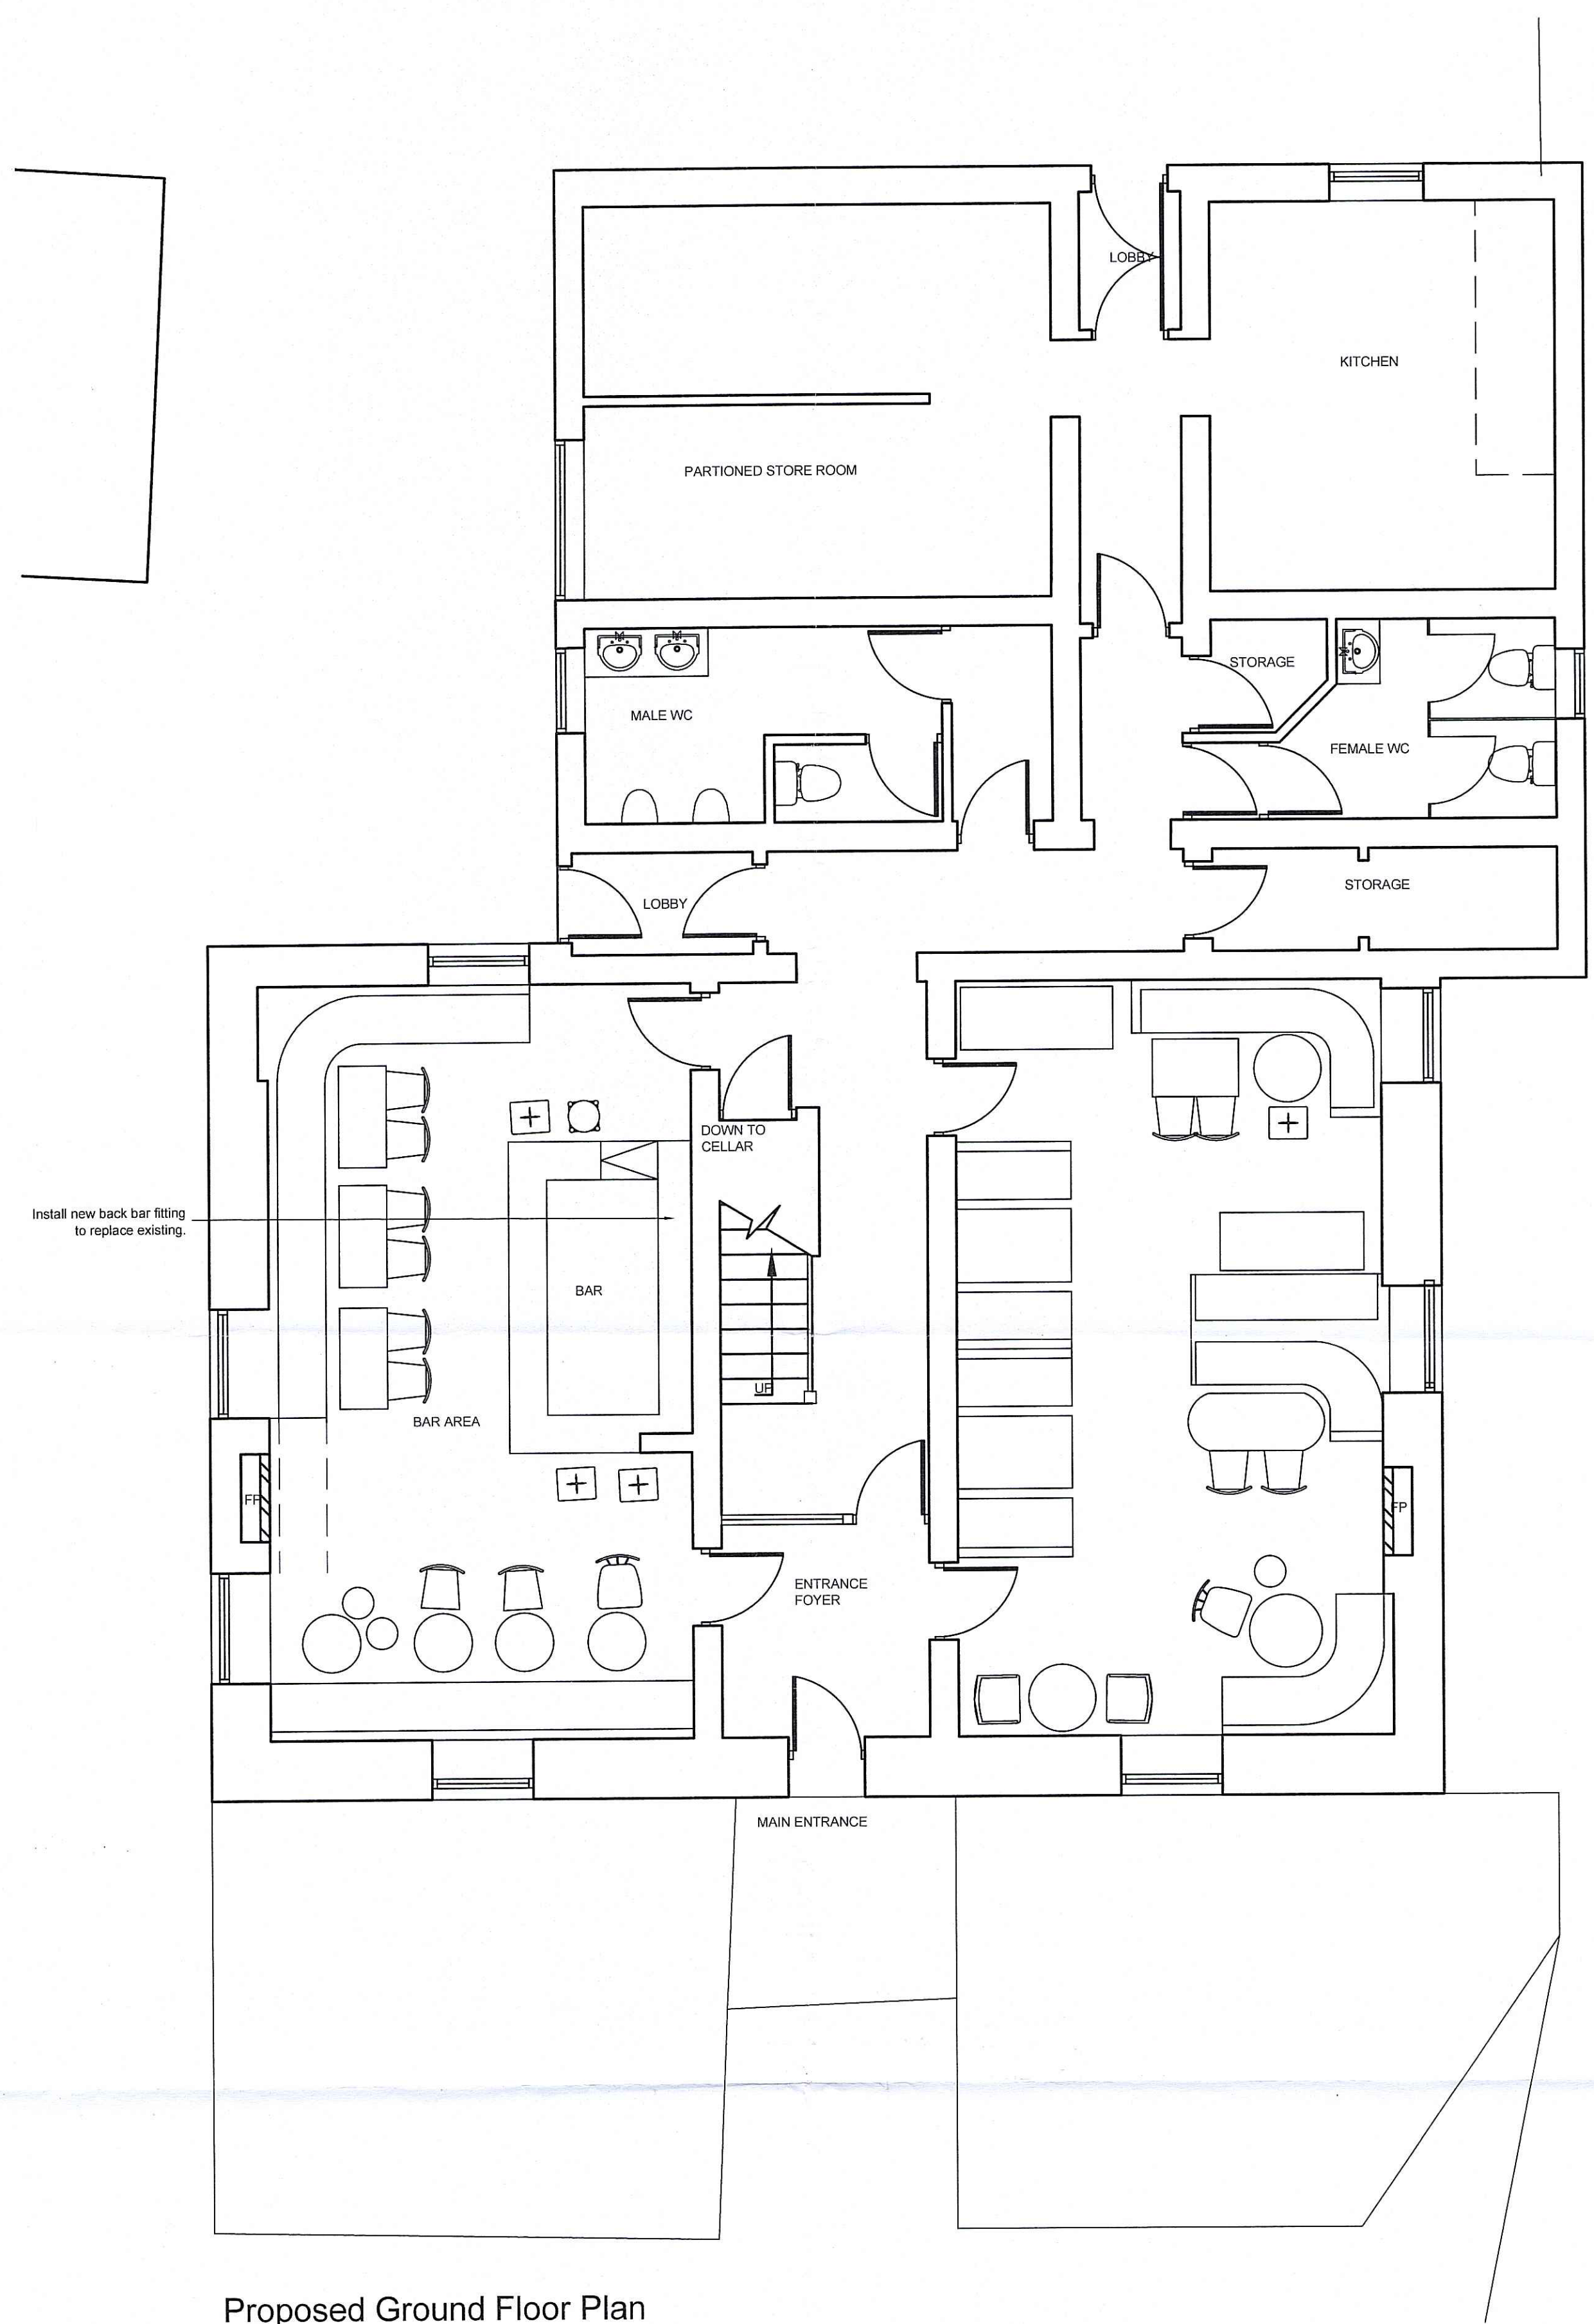 LOBBY
KITCHEN
PARTIONED STORE ROOM
STORAGE
MALE WC
FEMALE WC
STORAGE
LOBBY
DOWN TO
CELLAR
Install new back bar fitting
to replace existing.
BAR
UP
BAR AREA
FP
FP
ENTRANCE
FOYER
MAIN ENTRANCE
Proposed Ground Floor Plan